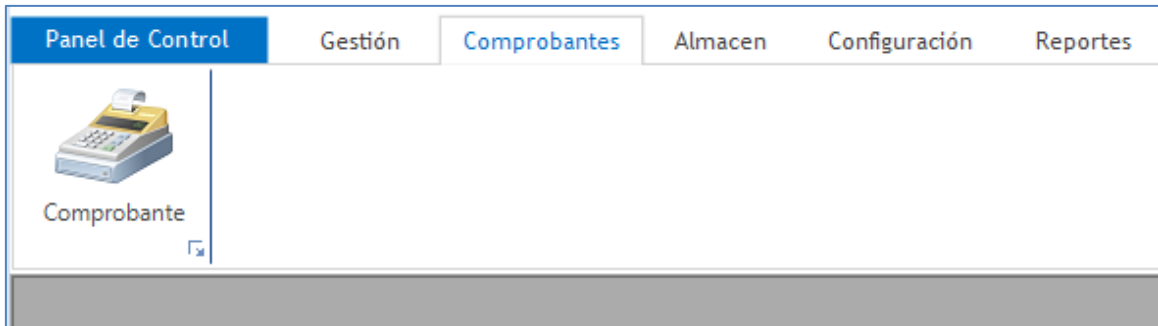 Panel de Control Gestión Comprobantes Almacen Configuración Reportes
Comprobante